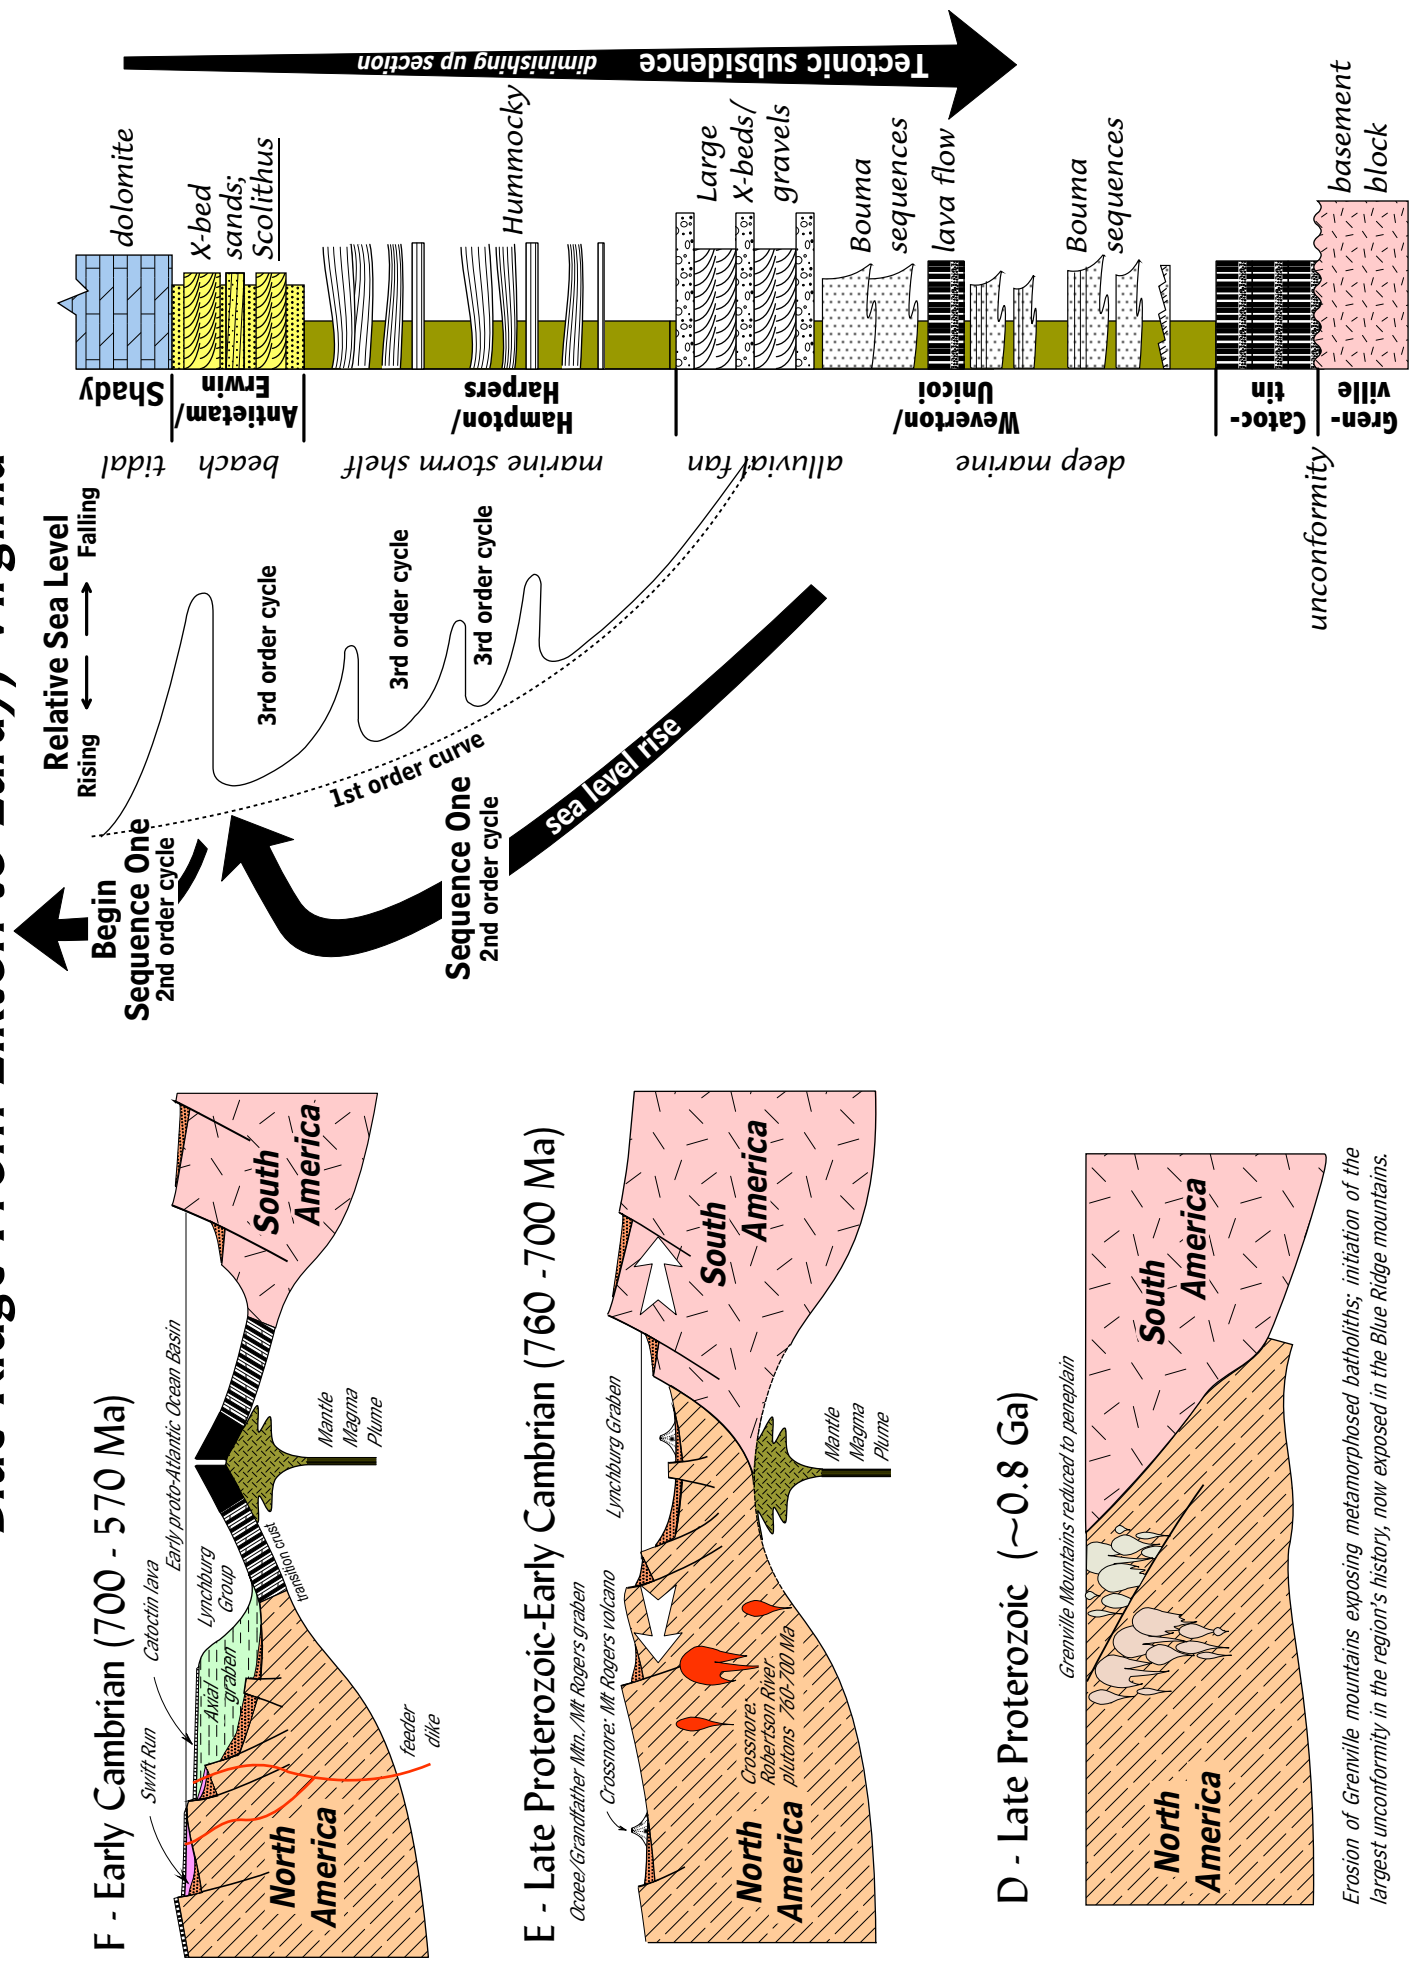 Blue Ridge From Elkton to Luray, Virginia
F - Early Cambrian (700 - 570 Ma)
Swift Run
Catoctin lava
Early proto-Atlantic Ocean Basin
Lynchburg
Group
Axial
graben
transition crust
Mantle
Magma
Plume
feeder
dike
North
America
South
America
E - Late Proterozoic-Early Cambrian (760 -700 Ma)
Ocoee/Grandfather Mtn./Mt Rogers graben
Crossnore: Mt Rogers volcano
Lynchburg Graben
Crossnore:
Robertson River
plutons 760-700 Ma
Mantle
Magma
Plume
North
America
South
America
D - Late Proterozoic (~0.8 Ga)
Grenville Mountains reduced to peneplain
North
America
South
America
Erosion of Grenville mountains exposing metamorphosed batholiths; initiation of the
largest unconformity in the region's history, now exposed in the Blue Ridge mountains.
Relative Sea Level
Rising
Falling
Begin
Sequence One
2nd order cycle
3rd order cycle
3rd order cycle
3rd order cycle
1st order curve
Sequence One
2nd order cycle
sea level rise
tidal
beach
marine storm shelf
alluvial fan
deep marine
unconformity
Shady
Antietam/
Erwin
Hampton/
Harpers
Weverton/
Unicoi
Catoc-
tin
Gren-
ville
dolomite
X-bed
sands;
Scolithus
Hummocky
Large
X-beds/
gravels
Bouma
sequences
lava flow
Bouma
sequences
basement
block
Tectonic subsidence diminishing up section